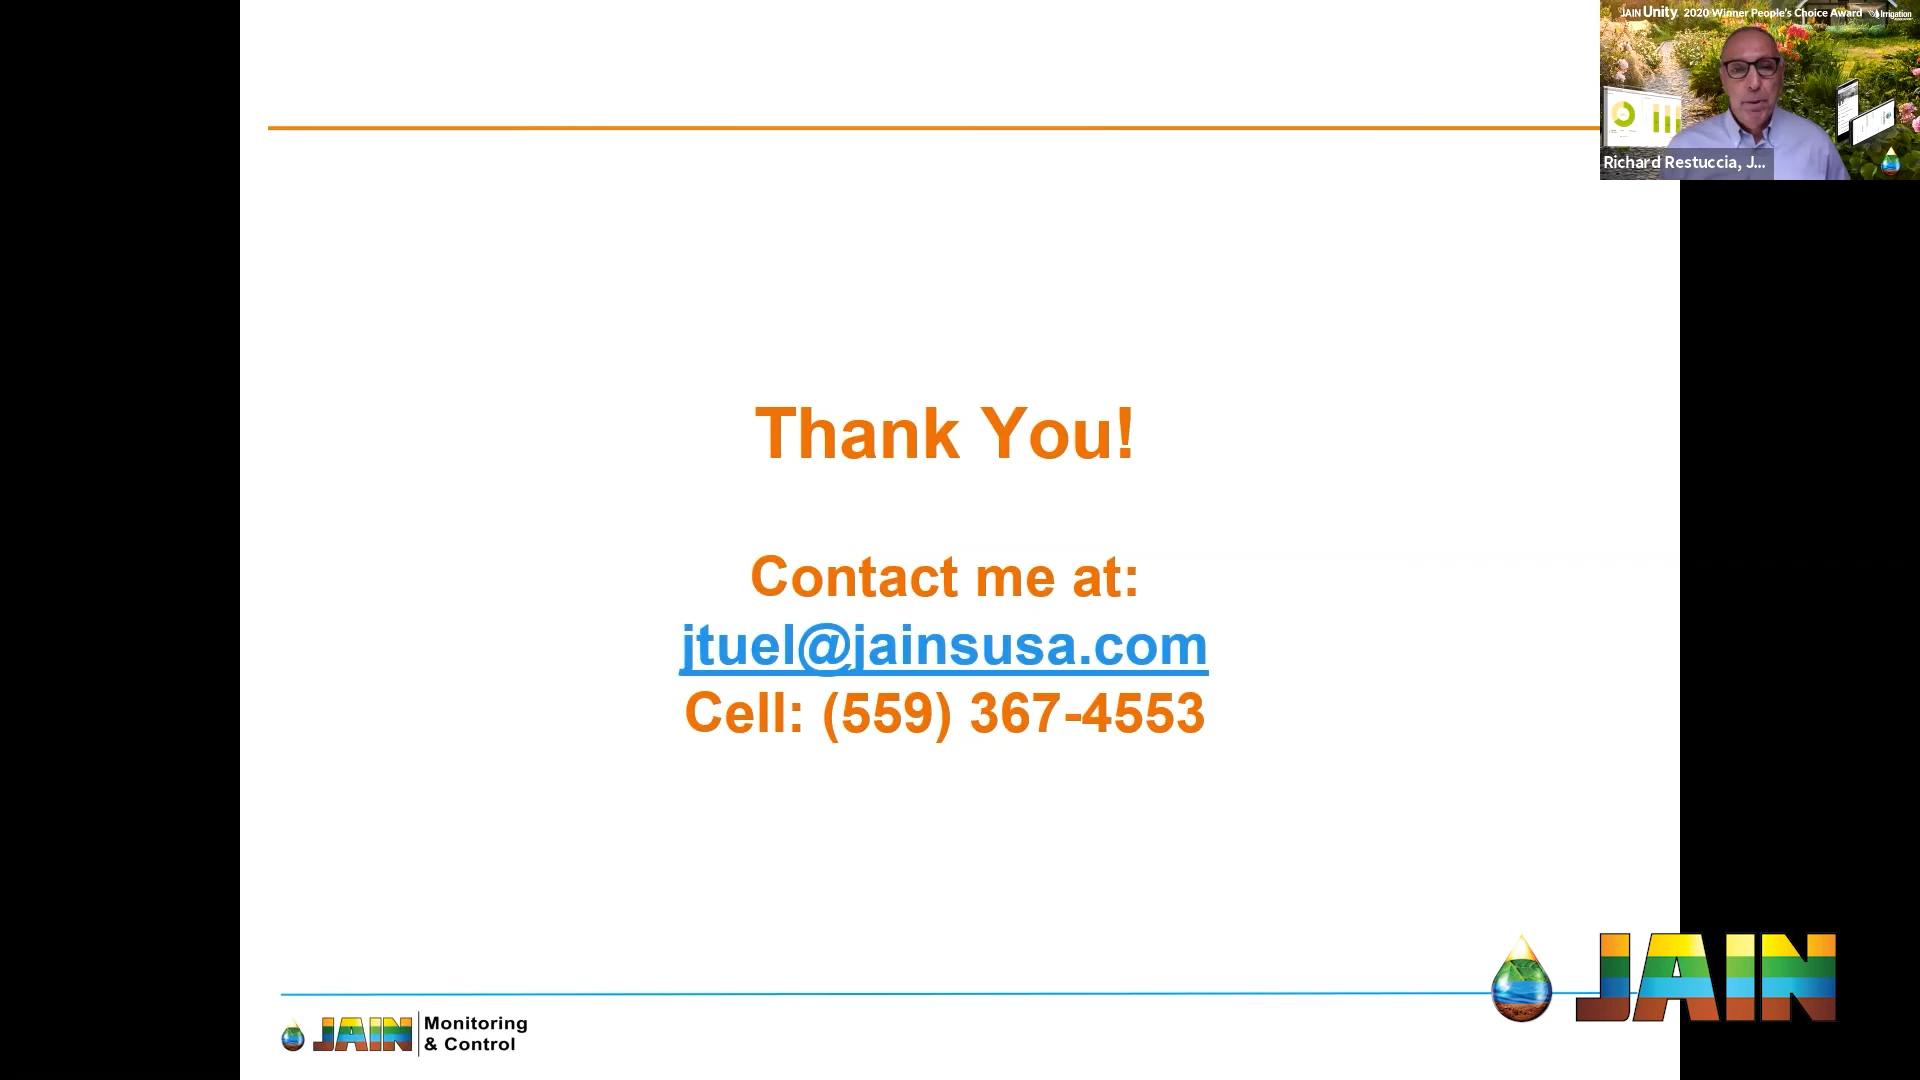 JAIN Unity. 2020 Winner People's Choice Award Irrigation
Richard Restuccia, J...
Thank You!
Contact me at:
jtuel@jainsusa.com
Cell: (559) 367-4553
JAIN
JAIN Monitoring
& Control